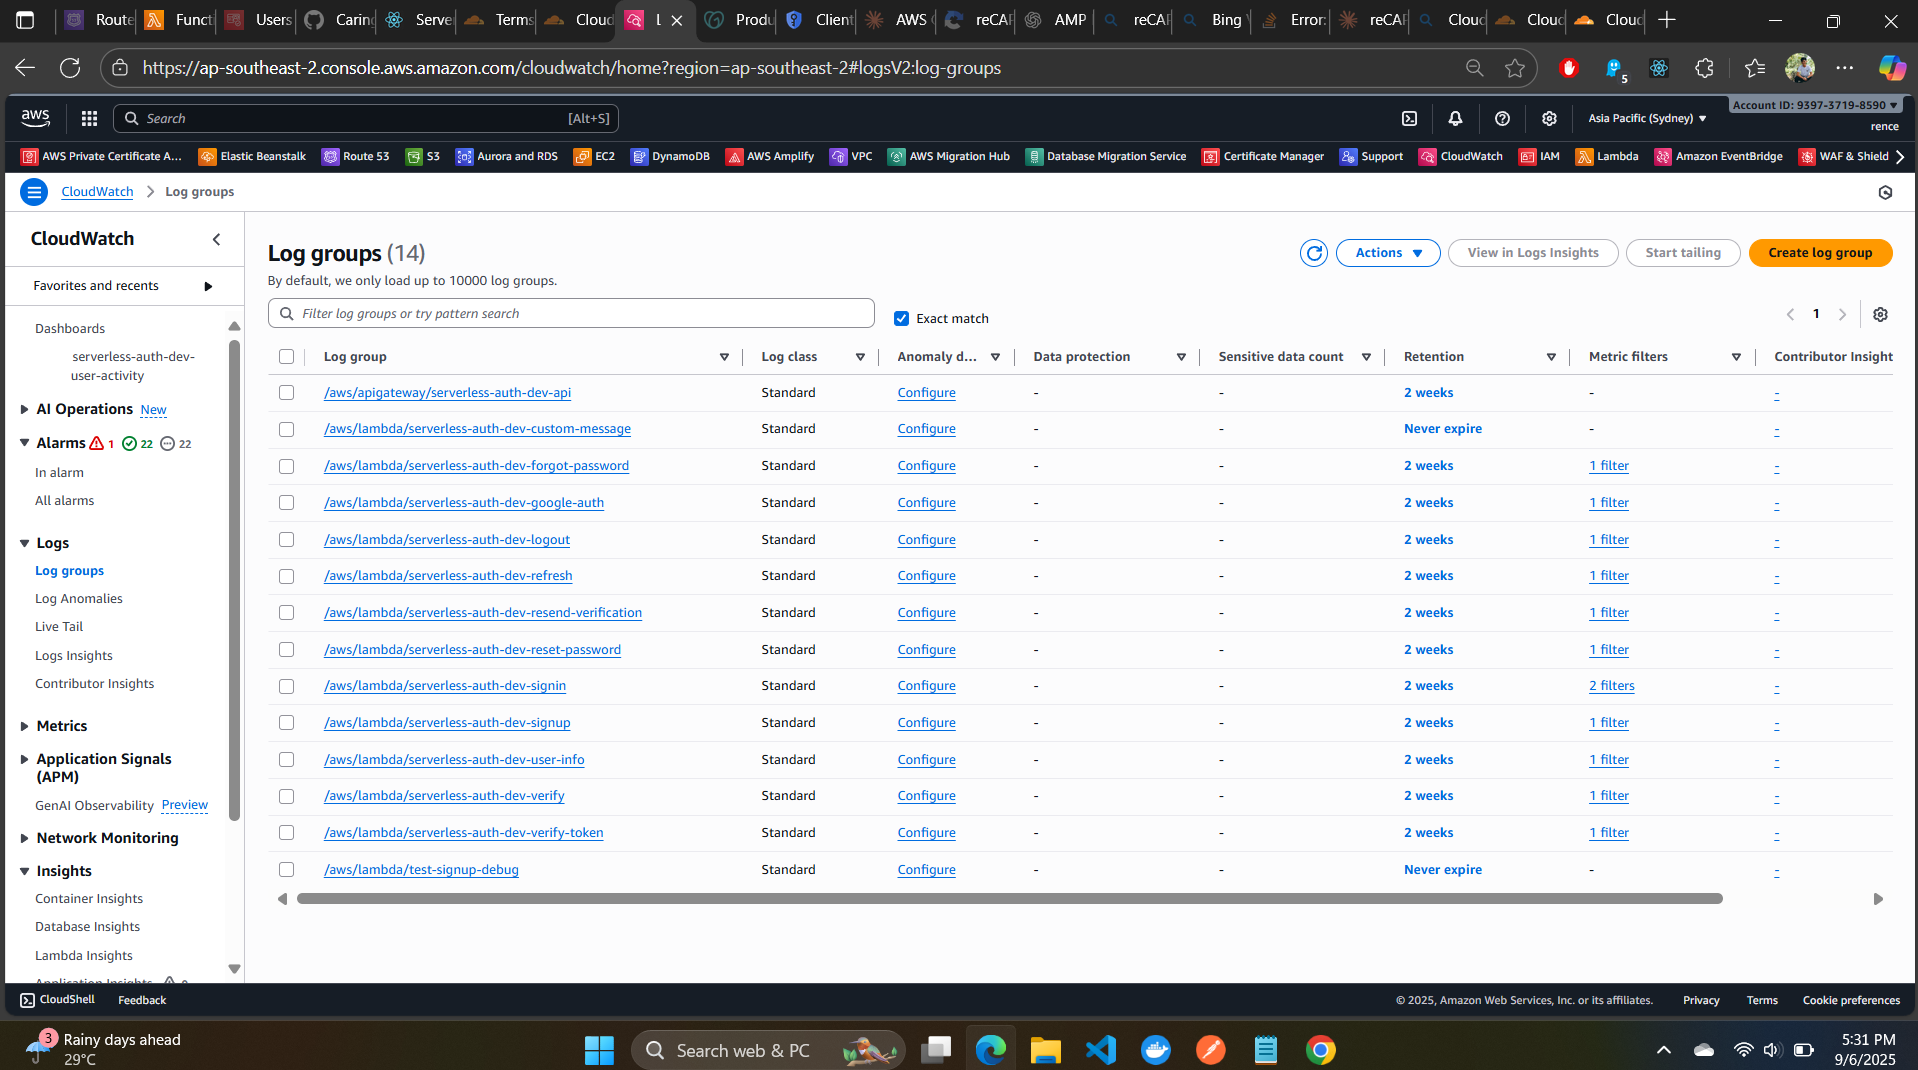 Route
Funct
Users
Caring
Serve
Terms
Cloud
L
Produ
Client
AWS
reCAP
AMP
reCA
Bing
Error:
reCAP
Cloud
Cloud
Cloud
https://ap-southeast-2.console.aws.amazon.com/cloudwatch/home?region=ap-southeast-2#logsV2:log-groups
5
aws
Search
[Alt+S]
Asia Pacific (Sydney)
Account ID: 9397-3719-8590
rence
AWS Private Certificate A...
Elastic Beanstalk
Route 53
S3
Aurora and RDS
EC2
DynamoDB
AWS Amplify
VPC
AWS Migration Hub
Database Migration Service
Certificate Manager
Support
CloudWatch
IAM
Lambda
Amazon EventBridge
WAF & Shield
CloudWatch
Log groups
CloudWatch
Favorites and recents
Dashboards
serverless-auth-dev-
user-activity
AI Operations New
Alarms 1 22 22
In alarm
All alarms
Logs
Log groups
Log Anomalies
Live Tail
Logs Insights
Contributor Insights
Metrics
Application Signals
(APM)
GenAI Observability Preview
Network Monitoring
Insights
Container Insights
Database Insights
Lambda Insights
Application Insights
Log groups (14)
By default, we only load up to 10000 log groups.
Actions
View in Logs Insights
Start tailing
Create log group
Filter log groups or try pattern search
Exact match
1
Log group Log class Anomaly d... Data protection Sensitive data count Retention Metric filters Contributor Insight
/aws/apigateway/serverless-auth-dev-api Standard Configure - - 2 weeks - -
/aws/lambda/serverless-auth-dev-custom-message Standard Configure - - Never expire - -
/aws/lambda/serverless-auth-dev-forgot-password Standard Configure - - 2 weeks 1 filter -
/aws/lambda/serverless-auth-dev-google-auth Standard Configure - - 2 weeks 1 filter -
/aws/lambda/serverless-auth-dev-logout Standard Configure - - 2 weeks 1 filter -
/aws/lambda/serverless-auth-dev-refresh Standard Configure - - 2 weeks 1 filter -
/aws/lambda/serverless-auth-dev-resend-verification Standard Configure - - 2 weeks 1 filter -
/aws/lambda/serverless-auth-dev-reset-password Standard Configure - - 2 weeks 1 filter -
/aws/lambda/serverless-auth-dev-signin Standard Configure - - 2 weeks 2 filters -
/aws/lambda/serverless-auth-dev-signup Standard Configure - - 2 weeks 1 filter -
/aws/lambda/serverless-auth-dev-user-info Standard Configure - - 2 weeks 1 filter -
/aws/lambda/serverless-auth-dev-verify Standard Configure - - 2 weeks 1 filter -
/aws/lambda/serverless-auth-dev-verify-token Standard Configure - - 2 weeks 1 filter -
/aws/lambda/test-signup-debug Standard Configure - - Never expire - -
CloudShell
Feedback
© 2025, Amazon Web Services, Inc. or its affiliates.
Privacy
Terms
Cookie preferences
3
Rainy days ahead
29°C
Search web & PC
5:31 PM
9/6/2025